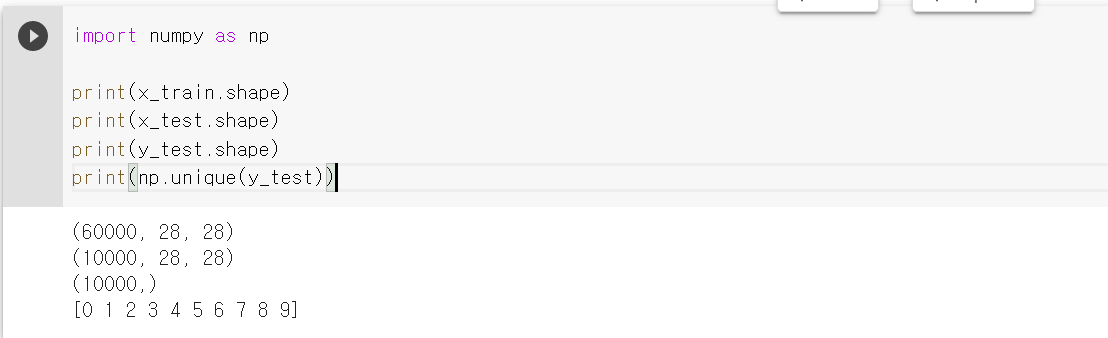 import numpy as np
print(x_train.shape)
print(x_test.shape)
print(y_test.shape)
print(np.unique(y_test))
(60000, 28, 28)
(10000, 28, 28)
(10000,)
[0 1 2 3 4 5 6 7 8 9]